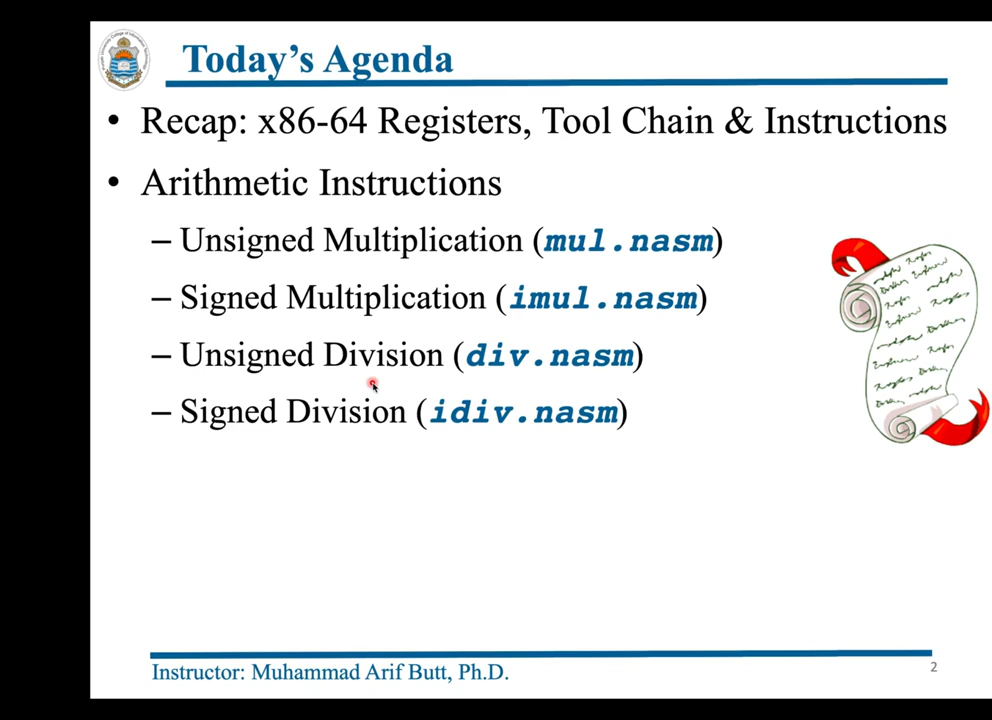 Today’s Agenda
• Recap: x86-64 Registers, Tool Chain & Instructions
• Arithmetic Instructions
– Unsigned Multiplication (mul.nasm)
– Signed Multiplication (imul.nasm)
– Unsigned Division (div.nasm)
– Signed Division (idiv.nasm)
Instructor: Muhammad Arif Butt, Ph.D.
2